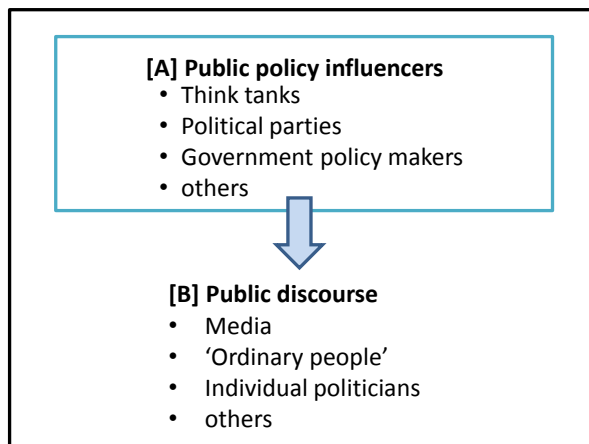 [A] Public policy influencers
• Think tanks
• Political parties
• Government policy makers
• others
[B] Public discourse
• Media
• ‘Ordinary people’
• Individual politicians
• others